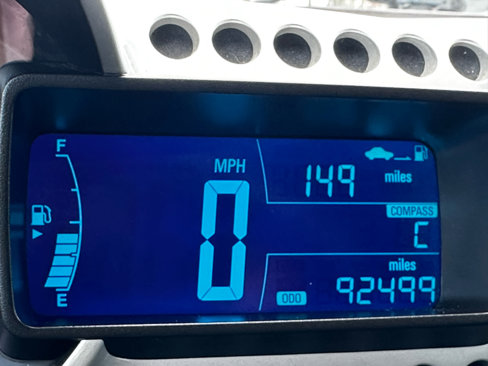 F
MPH
149
miles
COMPASS
C
miles
E
ODO
92499
0